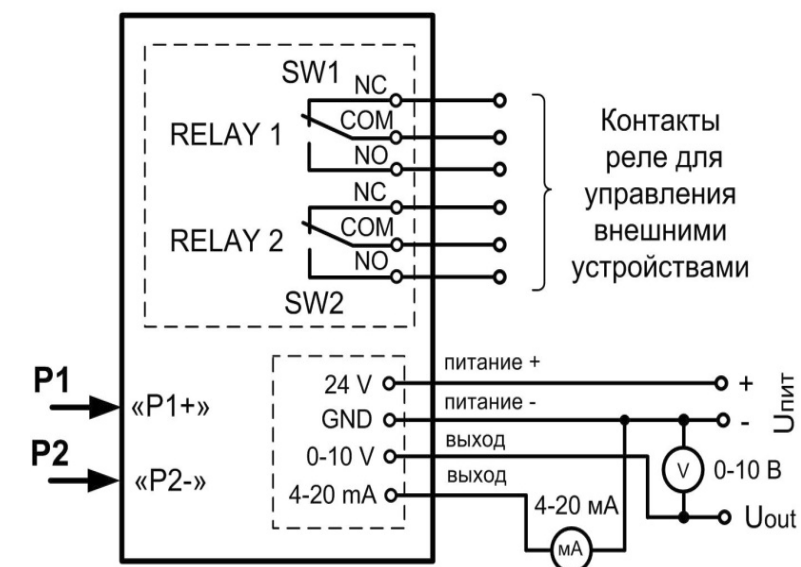 SW1
NC
RELAY 1
COM
NO
NC
RELAY 2
COM
NO
SW2
Контакты
реле для
управления
внешними
устройствами
P1
«P1+»
P2
«P2-»
24 V
GND
0-10 V
4-20 mA
питание +
питание -
выход
выход
+
-
Uпит
V
0-10 В
4-20 мА
мА
Uout